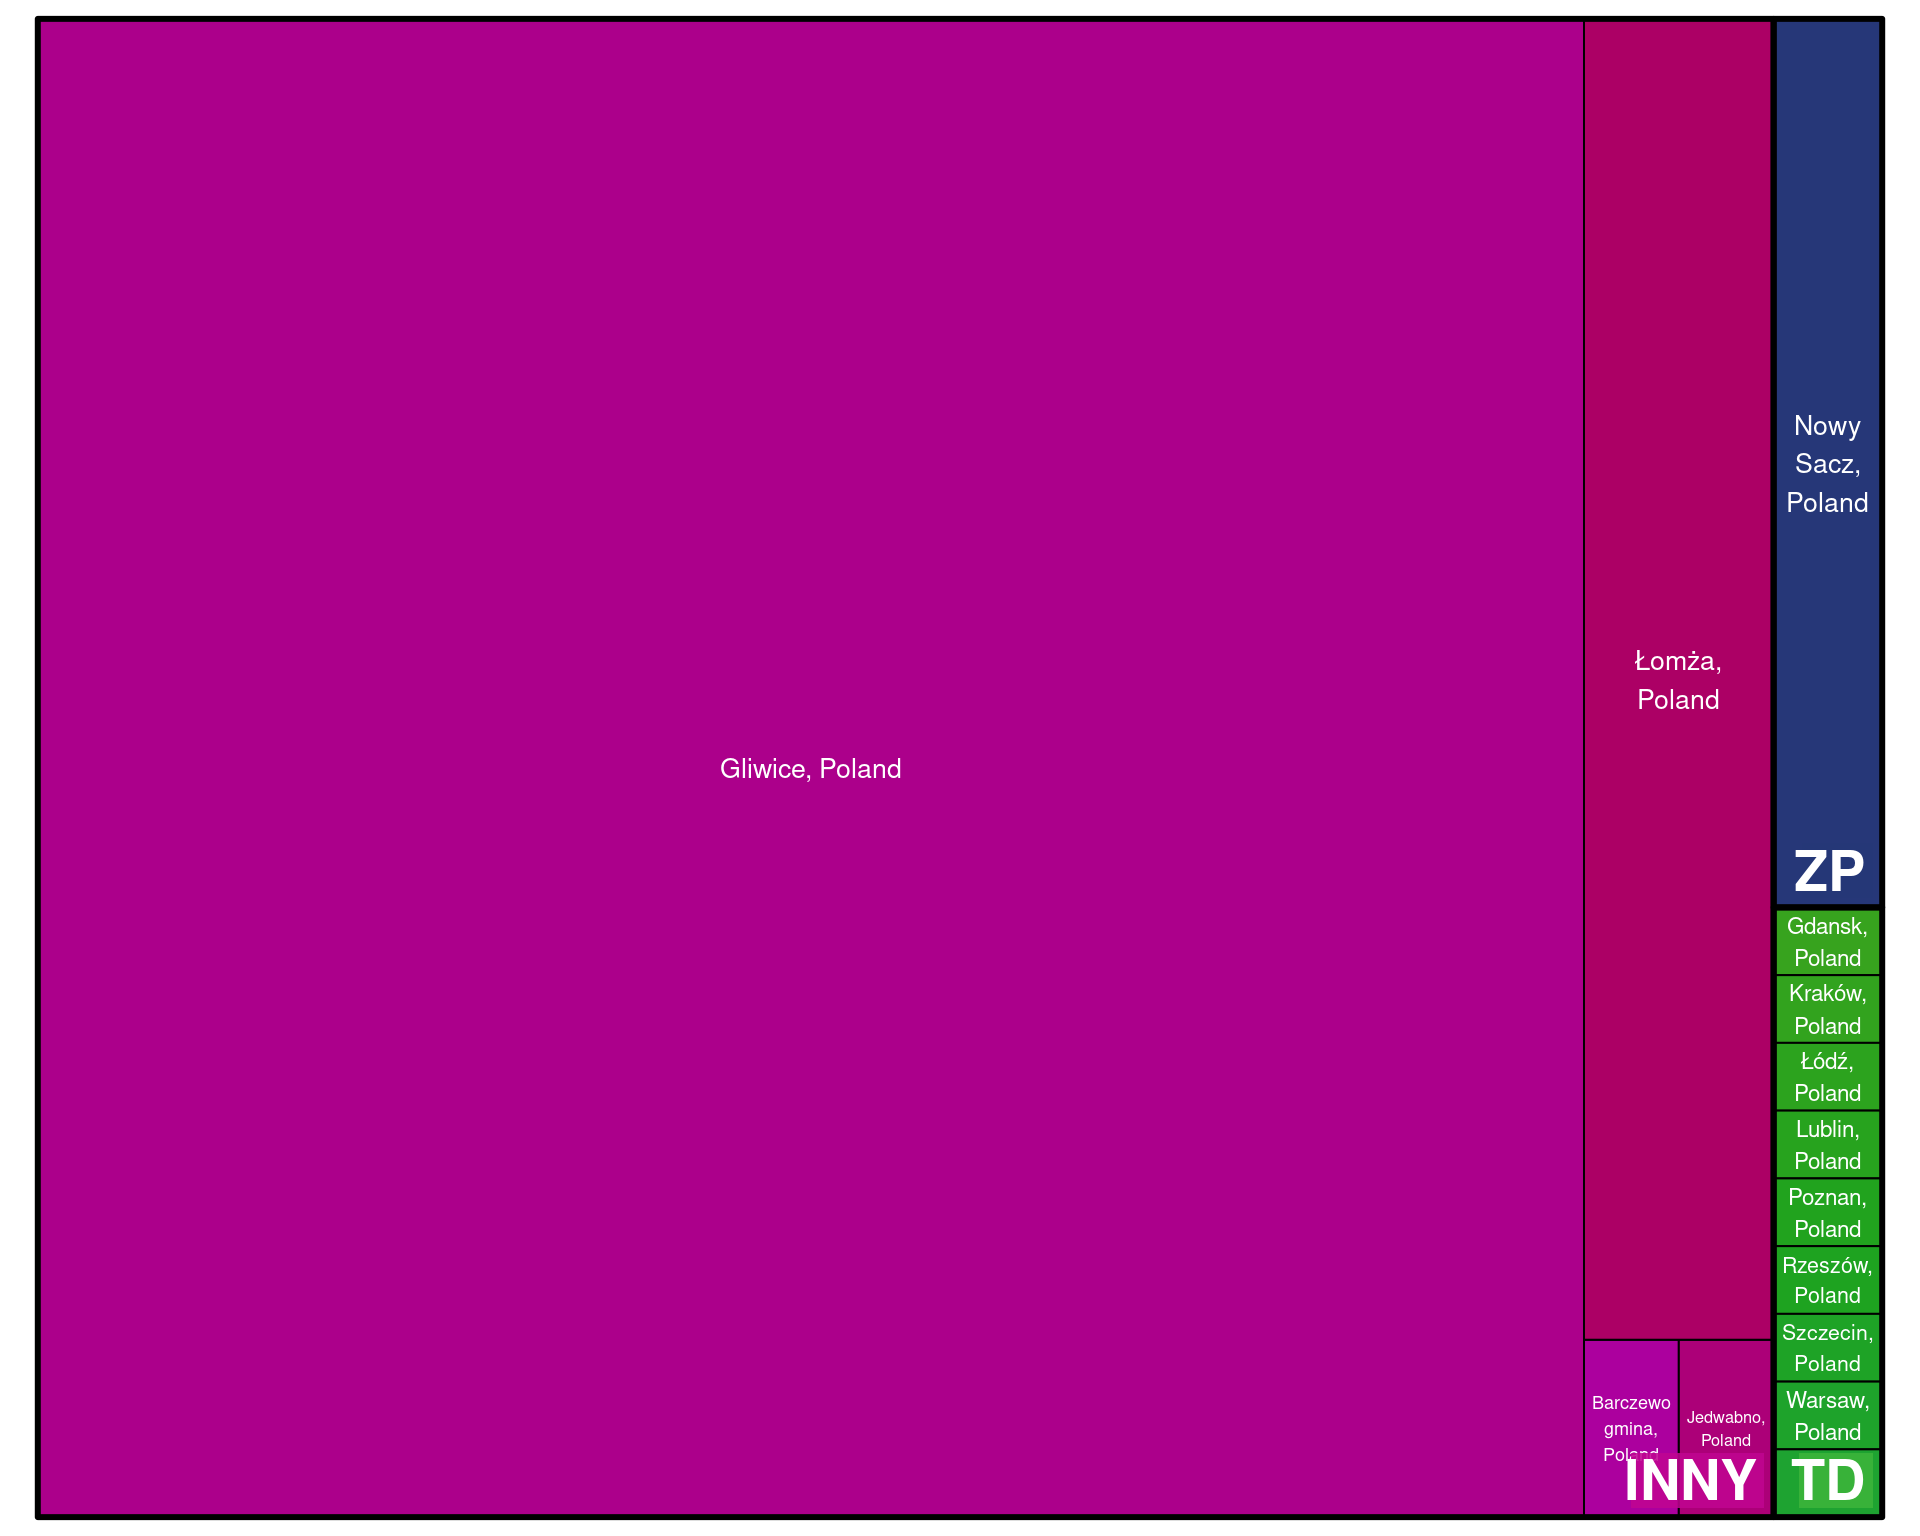 Gliwice, Poland
Łomża,
Poland
Barczewo
gmina,
Poland
Jedwabno,
Poland
INNY
Nowy
Sacz,
Poland
ZP
Gdansk,
Poland
Kraków,
Poland
Łódź,
Poland
Lublin,
Poland
Poznan,
Poland
Rzeszów,
Poland
Szczecin,
Poland
Warsaw,
Poland
TD